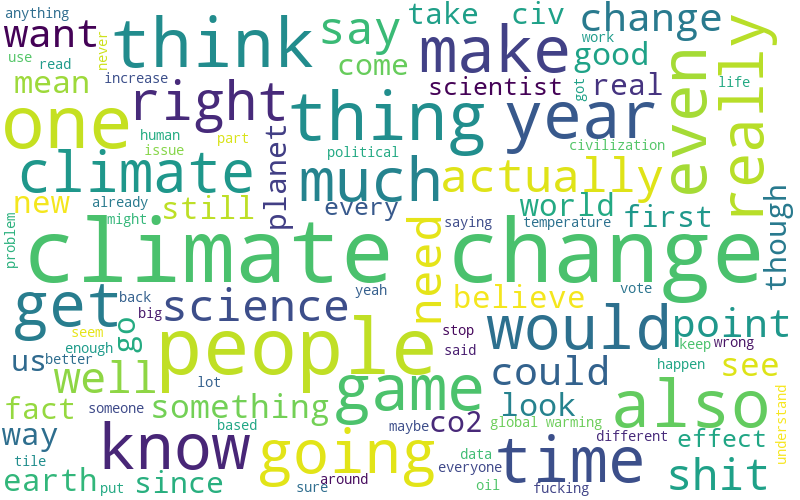 anything
want
never
use
read
mean
increase
think
say
take
civ
change
come
make
work
good
scientist
got
real
life
really
even
one
right
human
issue
part
planet
thing
year
political
civilization
climate
much
actually
new
already
might
still
every
world
saying
temperature
first
though
problem
climate change
need
get
back
big
seem
enough
go
science
yeah
believe
vote
would
point
stop
said
keep
wrong
people
us
better
well
lot
game
could
happen
see
fact
someone
something
based
maybe
co2
look
global warming
also
understand
way
tile
know
going
data
everyone
oil
time
different
effect
earth
put
since
sure
around
fucking
shit